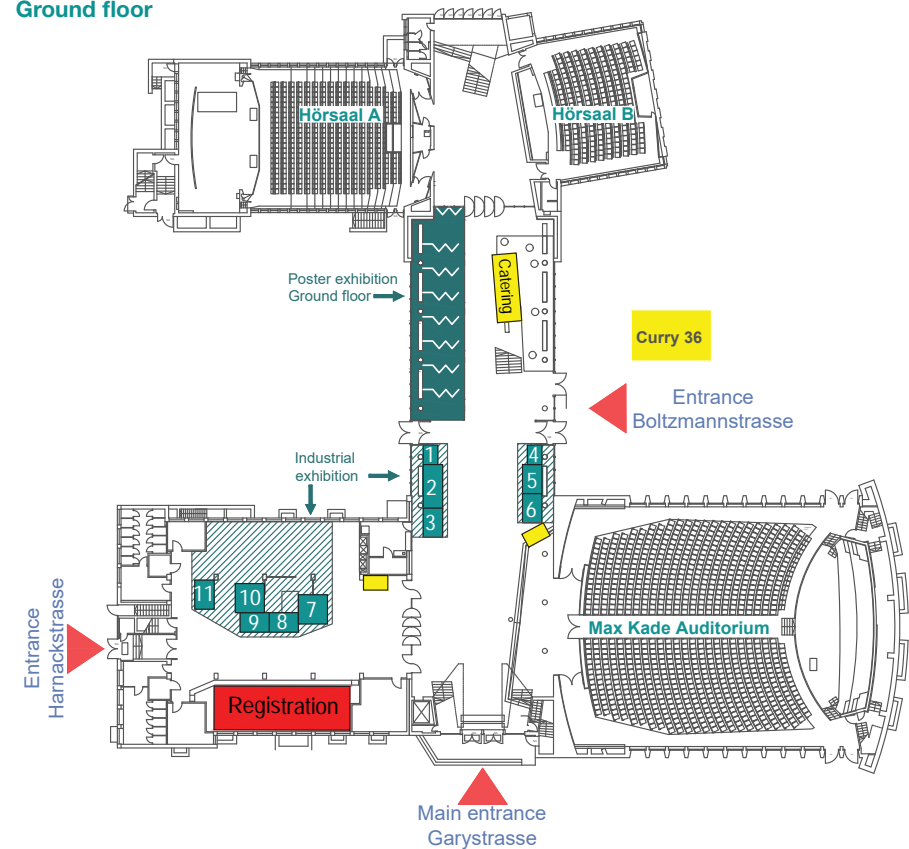 Ground floor
Hörsaal A
Hörsaal B
Poster exhibition
Ground floor
Catering
Curry 36
Entrance
Boltzmannstrasse
Industrial
exhibition
1
2
3
4
5
6
11
10
9
8
7
Entrance
Harnackstrasse
Max Kade Auditorium
Registration
Main entrance
Garystrasse